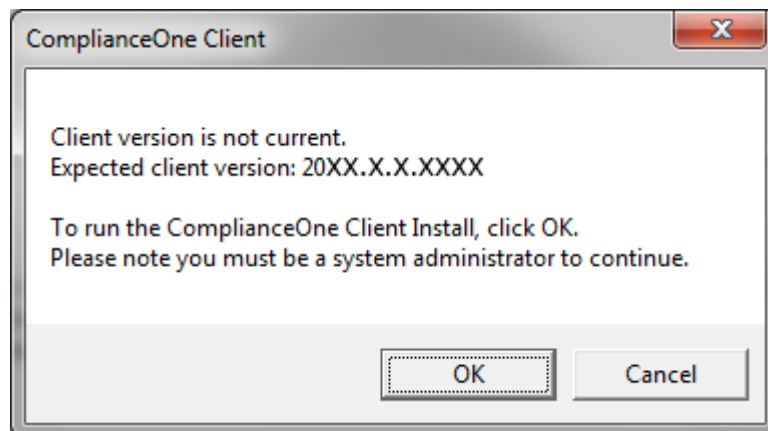 ComplianceOne Client
Client version is not current.
Expected client version: 20XX.X.X.XXXX
To run the ComplianceOne Client Install, click OK.
Please note you must be a system administrator to continue.
OK
Cancel